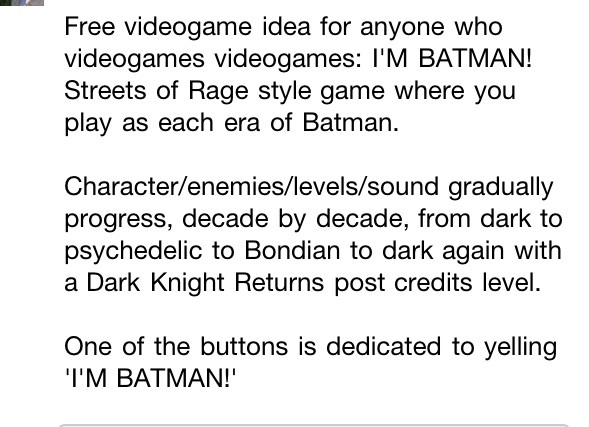 Free videogame idea for anyone who
videogames videogames: I'M BATMAN!
Streets of Rage style game where you
play as each era of Batman.
Character/enemies/levels/sound gradually
progress, decade by decade, from dark to
psychedelic to Bondian to dark again with
a Dark Knight Returns post credits level.
One of the buttons is dedicated to yelling
'I'M BATMAN!'